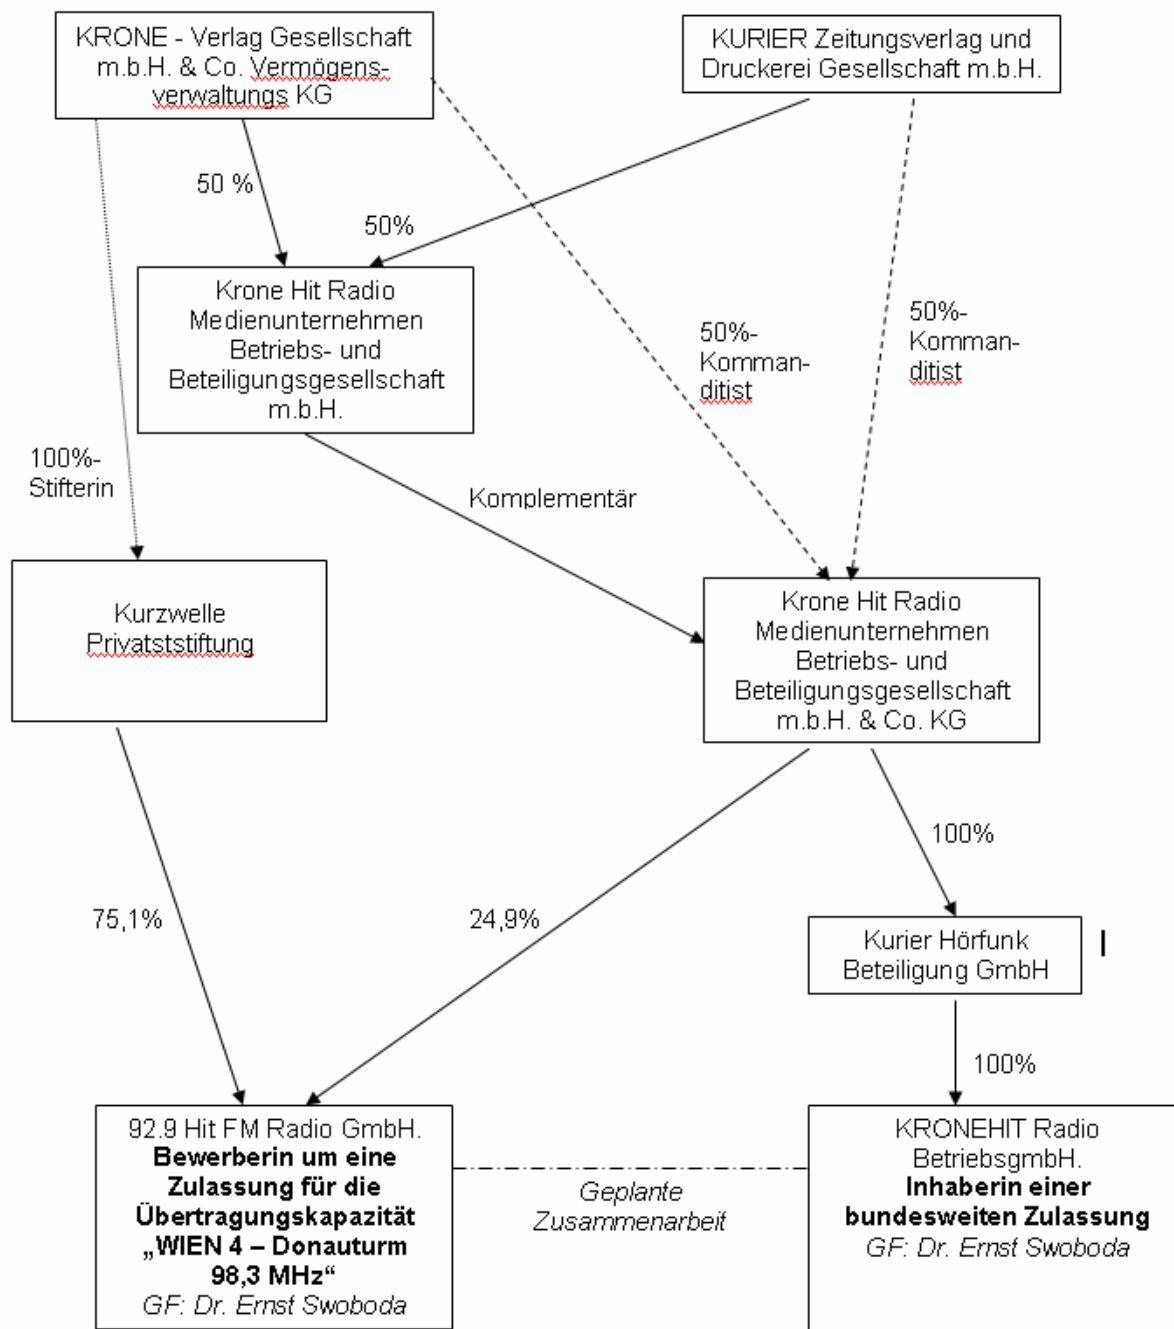 KRONE - Verlag Gesellschaft
m.b.H. & Co. Vermögens-
verwaltungs KG
KURIER Zeitungsverlag und
Druckerei Gesellschaft m.b.H.
50 %
50%
Krone Hit Radio
Medienunternehmen
Betriebs- und
Beteiligungsgesellschaft
m.b.H.
50%-
Komman-
ditist
50%-
Komman-
ditist
100%-
Stifterin
Komplementär
Kurzwelle
Privatststiftung
Krone Hit Radio
Medienunternehmen
Betriebs- und
Beteiligungsgesellschaft
m.b.H. & Co. KG
75,1%
24,9%
100%
Kurier Hörfunk
Beteiligung GmbH
100%
92.9 Hit FM Radio GmbH.
Bewerberin um eine
Zulassung für die
Übertragungskapazität
„WIEN 4 – Donauturm
98,3 MHz“
GF: Dr. Ernst Swoboda
Geplante
Zusammenarbeit
KRONEHIT Radio
BetriebsgmbH.
Inhaberin einer
bundesweiten Zulassung
GF: Dr. Ernst Swoboda